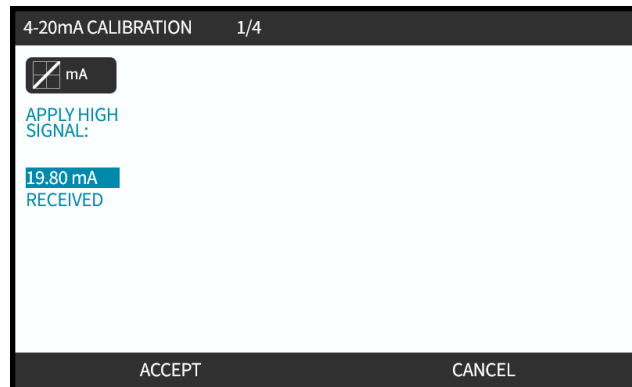 4-20mA CALIBRATION 1/4
mA
APPLY HIGH
SIGNAL:
19.80 mA
RECEIVED
ACCEPT CANCEL